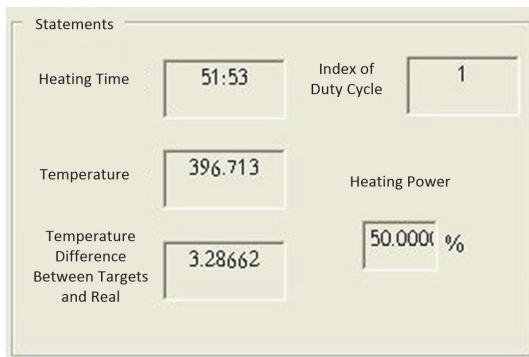 Statements
Heating Time
51:53
Index of
Duty Cycle
1
Temperature
396.713
Heating Power
50.0000 %
Temperature
Difference
Between Targets
and Real
3.28662